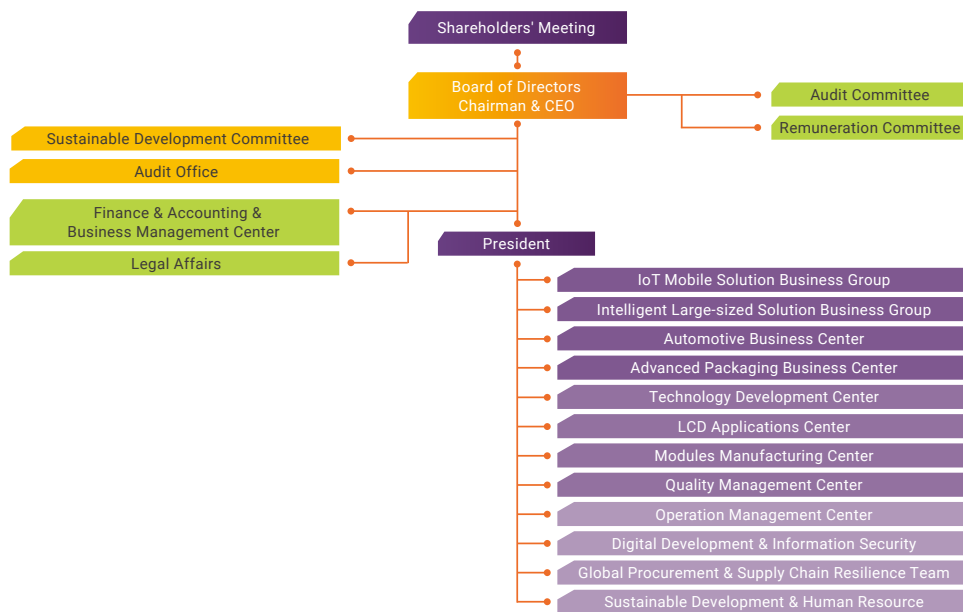 Shareholders' Meeting
Board of Directors
Chairman & CEO
Audit Committee
Remuneration Committee
Sustainable Development Committee
Audit Office
Finance & Accounting &
Business Management Center
Legal Affairs
President
IoT Mobile Solution Business Group
Intelligent Large-sized Solution Business Group
Automotive Business Center
Advanced Packaging Business Center
Technology Development Center
LCD Applications Center
Modules Manufacturing Center
Quality Management Center
Operation Management Center
Digital Development & Information Security
Global Procurement & Supply Chain Resilience Team
Sustainable Development & Human Resource